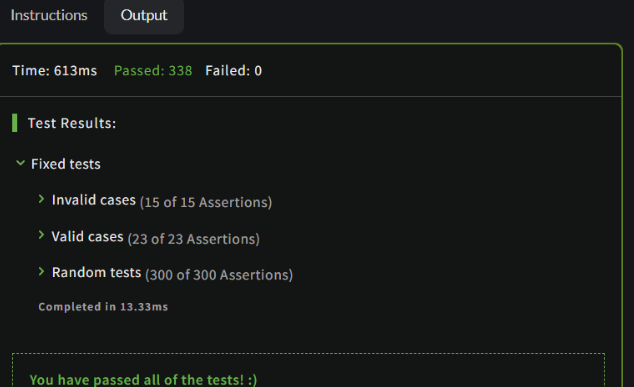 Instructions Output
Time: 613ms Passed: 338 Failed: 0
Test Results:
Fixed tests
Invalid cases (15 of 15 Assertions)
Valid cases (23 of 23 Assertions)
Random tests (300 of 300 Assertions)
Completed in 13.33ms
You have passed all of the tests! :)